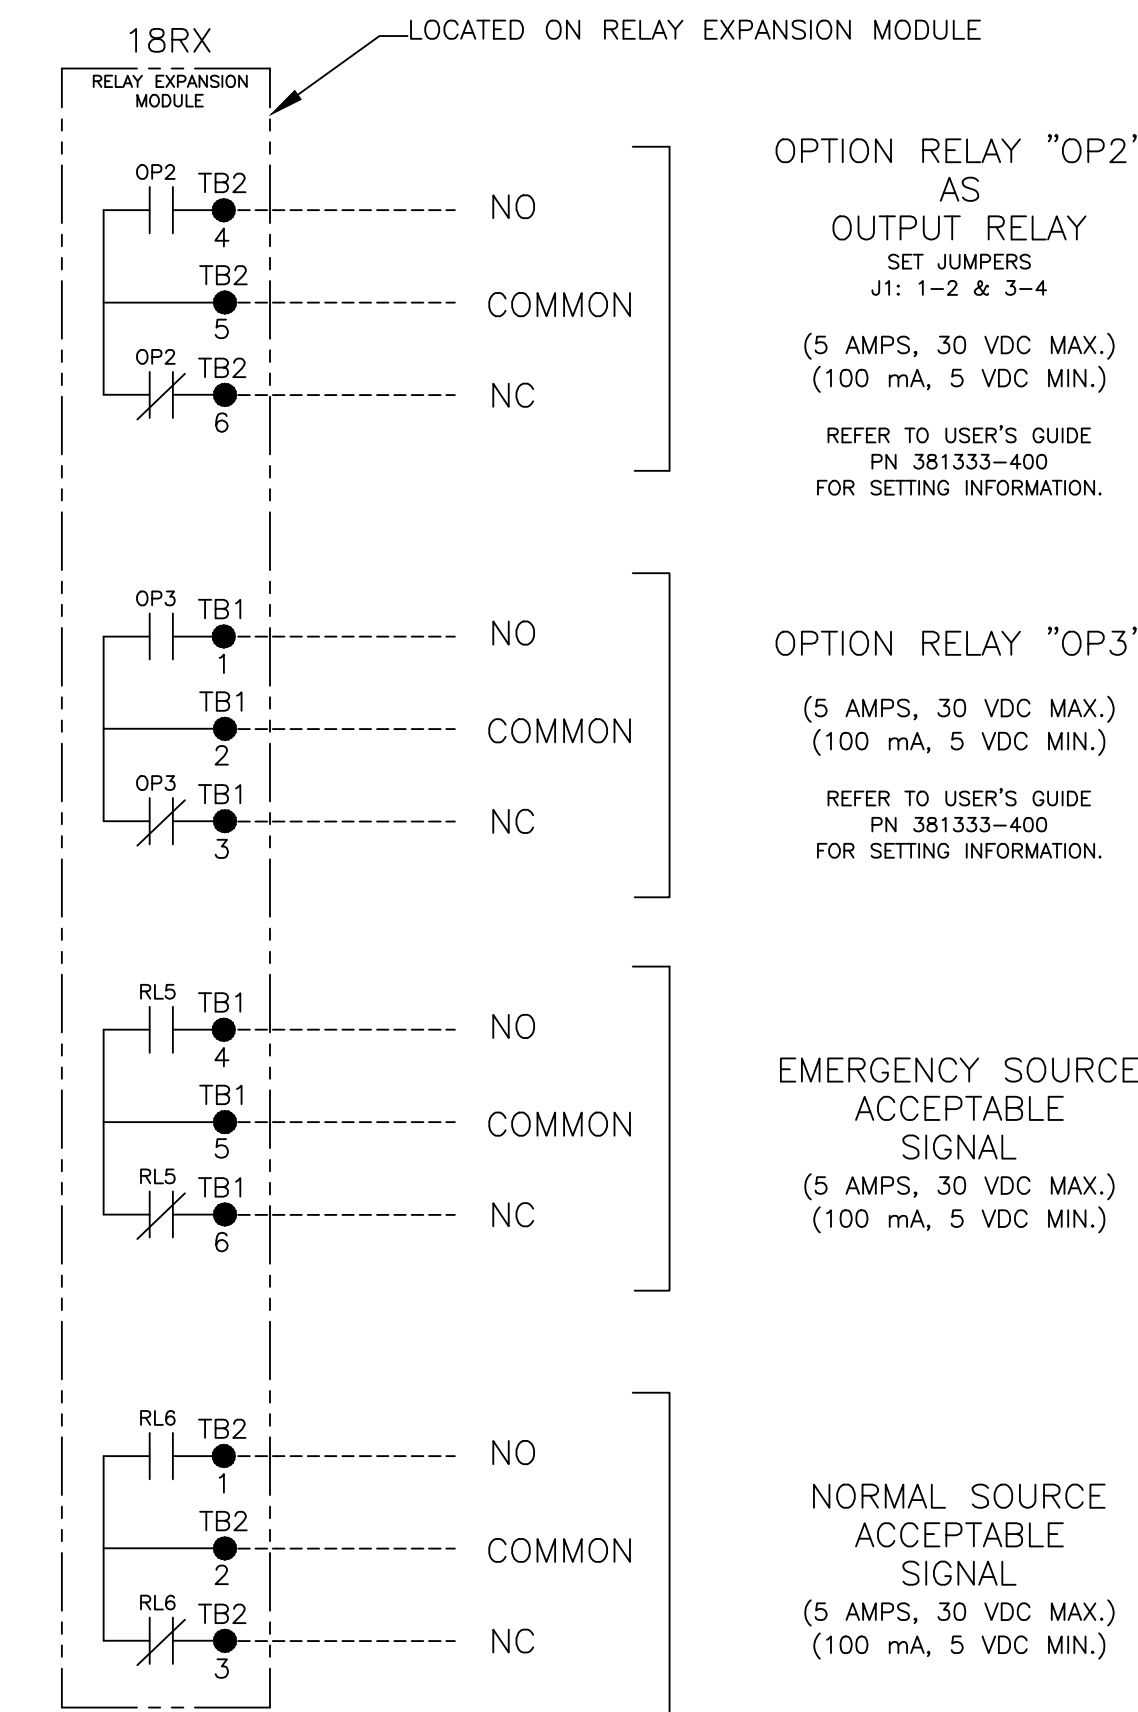 18RX
LOCATED ON RELAY EXPANSION MODULE
RELAY EXPANSION
MODULE
OP2 TB2
4
NO
TB2
5
COMMON
OP2 TB2
6
NC
OPTION RELAY "OP2'
AS
OUTPUT RELAY
SET JUMPERS
J1: 1-2 & 3-4
(5 AMPS, 30 VDC MAX.)
(100 mA, 5 VDC MIN.)
REFER TO USER'S GUIDE
PN 381333-400
FOR SETTING INFORMATION.
OP3 TB1
1
NO
TB1
2
COMMON
OP3 TB1
3
NC
OPTION RELAY "OP3'
(5 AMPS, 30 VDC MAX.)
(100 mA, 5 VDC MIN.)
REFER TO USER'S GUIDE
PN 381333-400
FOR SETTING INFORMATION.
RL5 TB1
4
NO
TB1
5
COMMON
RL5 TB1
6
NC
EMERGENCY SOURCE
ACCEPTABLE
SIGNAL
(5 AMPS, 30 VDC MAX.)
(100 mA, 5 VDC MIN.)
RL6 TB2
1
NO
TB2
2
COMMON
RL6 TB2
3
NC
NORMAL SOURCE
ACCEPTABLE
SIGNAL
(5 AMPS, 30 VDC MAX.)
(100 mA, 5 VDC MIN.)